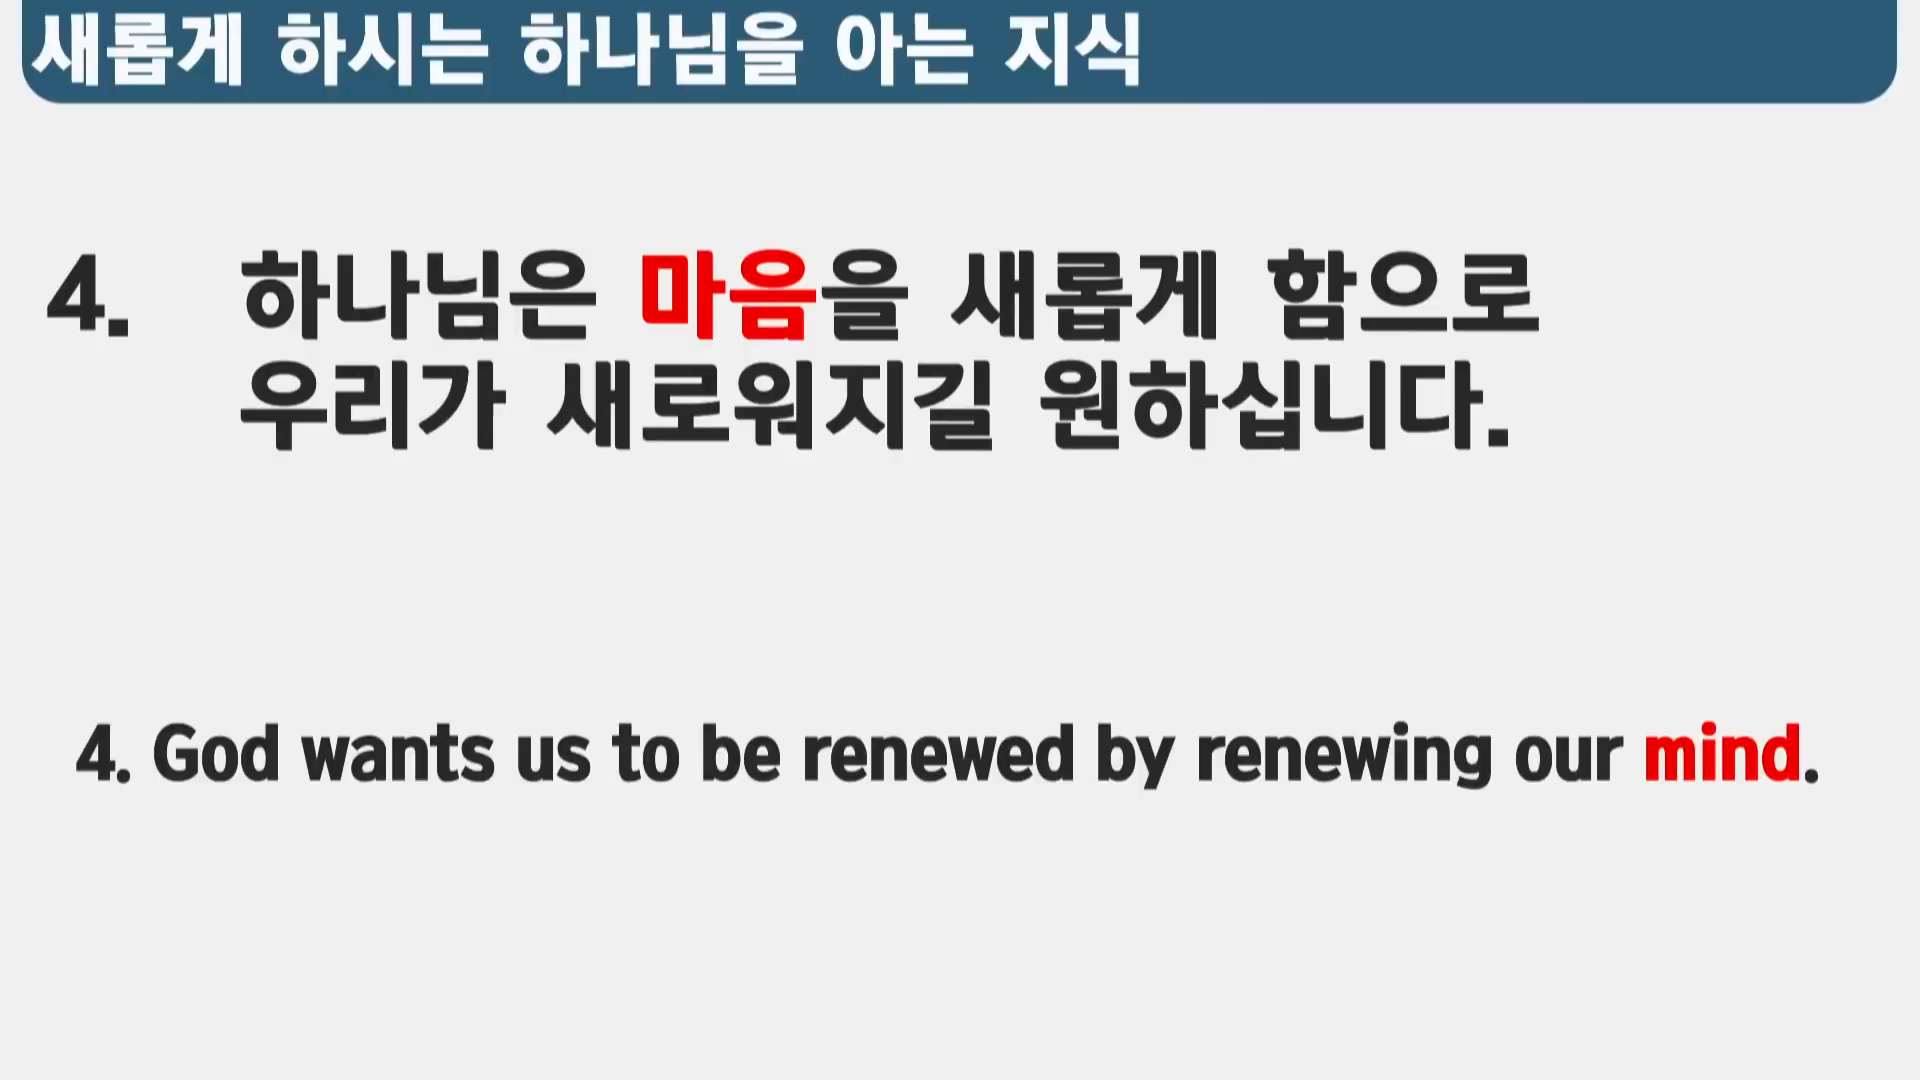 새롭게 하시는 하나님을 아는 지식
4. 하나님은 마음을 새롭게 함으로
우리가 새로워지길 원하십니다.
4. God wants us to be renewed by renewing our mind.